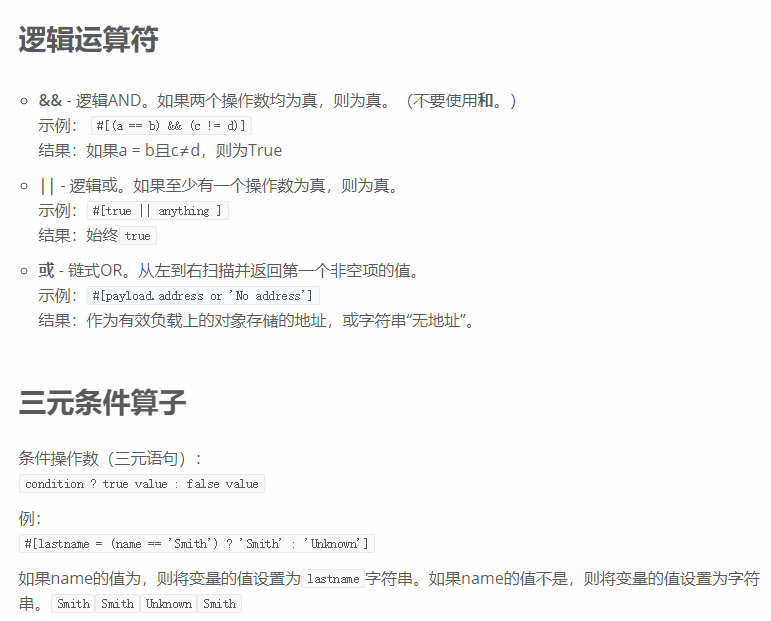 逻辑运算符
&& - 逻辑AND。如果两个操作数均为真，则为真。（不要使用和。）
示例： #[(a == b) && (c != d)]
结果：如果a = b且c≠d，则为True
|| - 逻辑或。如果至少有一个操作数为真，则为真。
示例： #[true || anything ]
结果：始终 true
或 - 链式OR。从左到右扫描并返回第一个非空项的值。
示例： #[payload.address or 'No address']
结果：作为有效负载上的对象存储的地址，或字符串“无地址”。
三元条件算子
条件操作数（三元语句）：
condition ? true value : false value
例：
#[lastname = (name == 'Smith') ? 'Smith' : 'Unknown']
如果name的值为，则将变量的值设置为 lastname 字符串。如果name的值不是，则将变量的值设置为字符
串。 Smith Smith Unknown Smith